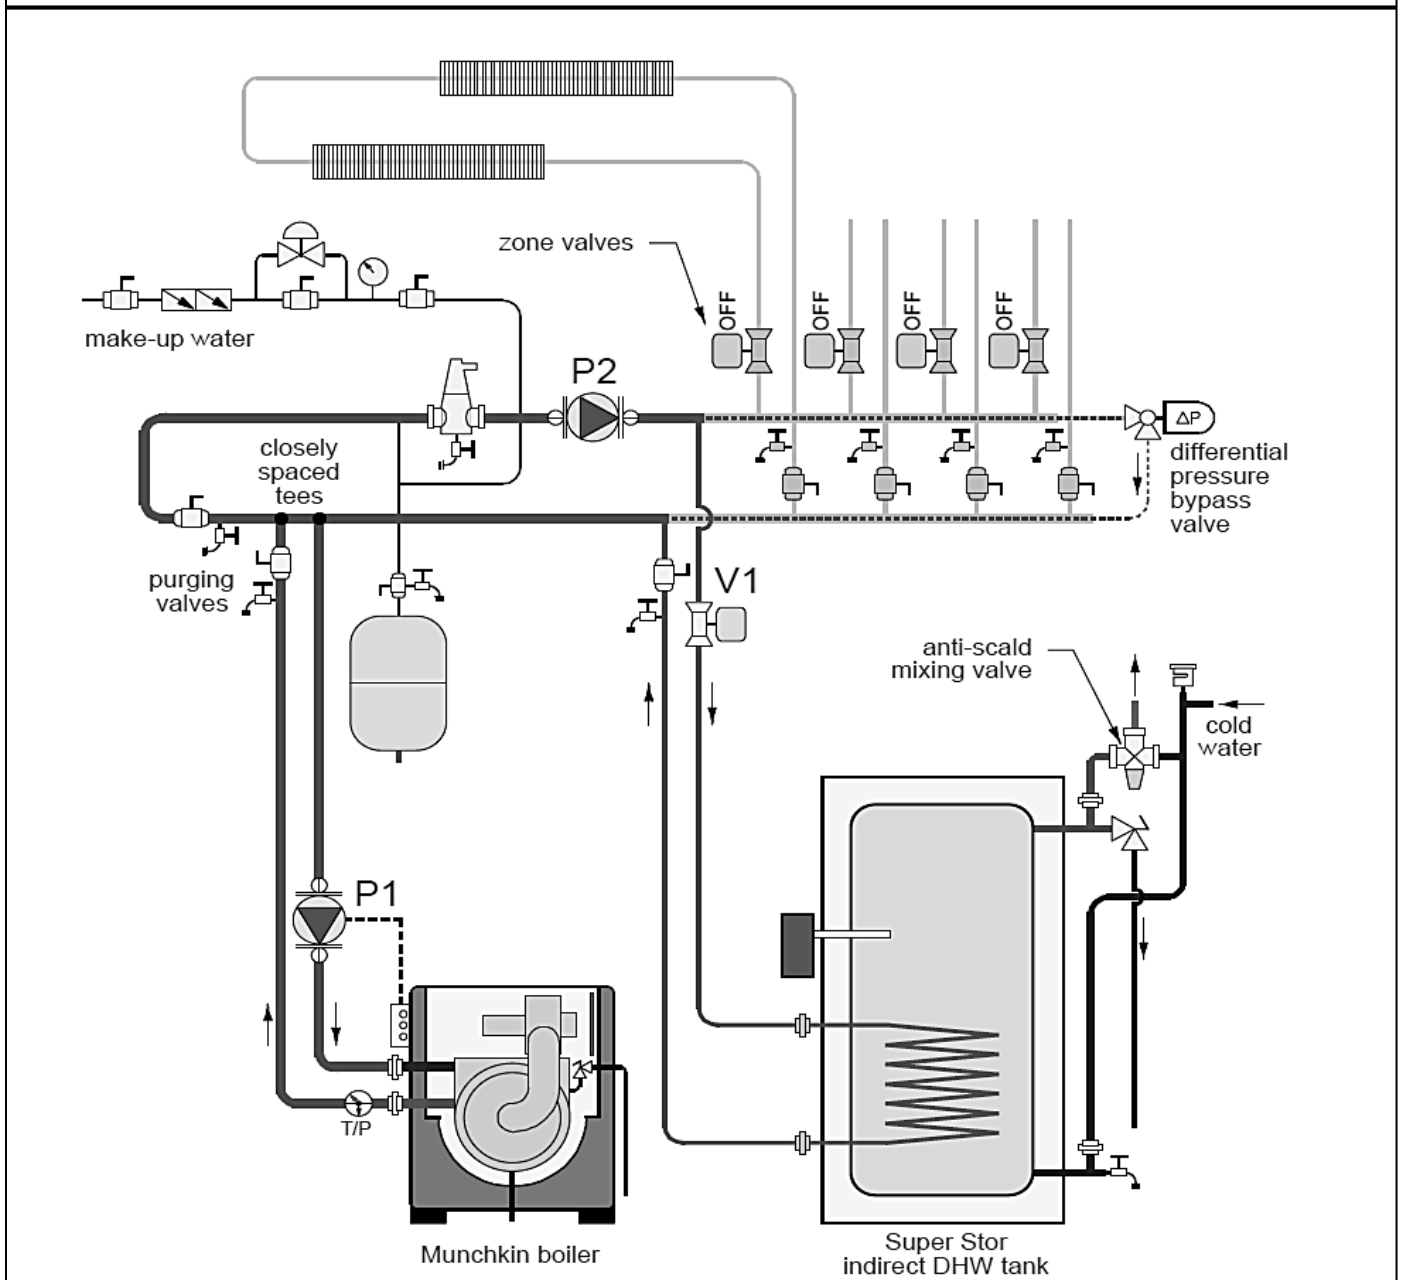 zone valves
OFF
OFF
OFF
OFF
make-up water
P2
ΔP
closely
spaced
tees
differential
pressure
bypass
valve
purging
valves
V1
anti-scald
mixing valve
cold
water
P1
T/P
Munchkin boiler
Super Stor
indirect DHW tank